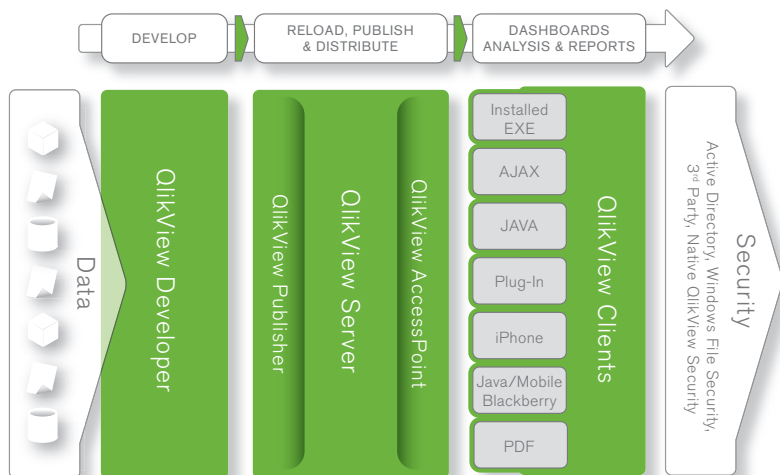 DEVELOP
RELOAD, PUBLISH
& DISTRIBUTE
DASHBOARDS
ANALYSIS & REPORTS
Data
QlikView Developer
QlikView Publisher
QlikView Server
QlikView AccessPoint
Installed
EXE
AJAX
JAVA
Plug-In
iPhone
Java/Mobile
Blackberry
PDF
QlikView Clients
Security
Active Directory, Windows File Security,
3rd Party, Native QlikView Security